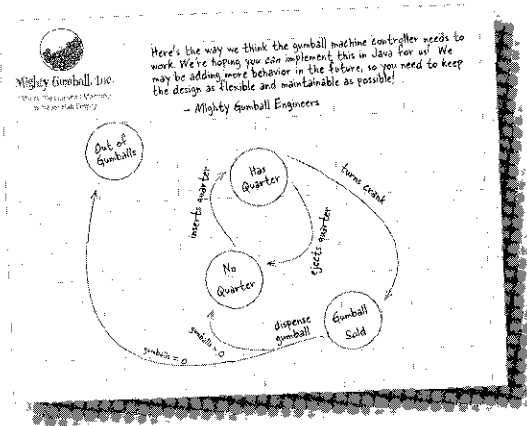 Here's the way we think the gumball machine controller needs to
work. We're hoping you can implement this in Java for us! We
may be adding more behavior in the future, so you need to keep
the design as flexible and maintainable as possible!
- Mighty Gumball Engineers
Mighty Gumball, Inc.
Out of
Gumballs
Has
Quarter
inserts quarter
turns crank
ejects quarter
No
Quarter
Gumball
Sold
dispense
gumball
gumballs > 0
gumballs = 0